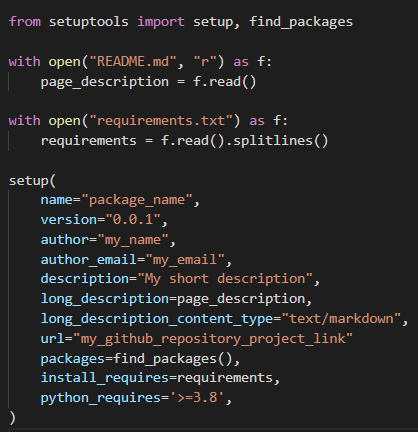 from setuptools import setup, find_packages
with open("README.md", "r") as f:
    page_description = f.read()
with open("requirements.txt") as f:
    requirements = f.read().splitlines()
setup(
    name="package_name",
    version="0.0.1",
    author="my_name",
    author_email="my_email",
    description="My short description",
    long_description=page_description,
    long_description_content_type="text/markdown",
    url="my_github_repository_project_link"
    packages=find_packages(),
    install_requires=requirements,
    python_requires='>=3.8',
)